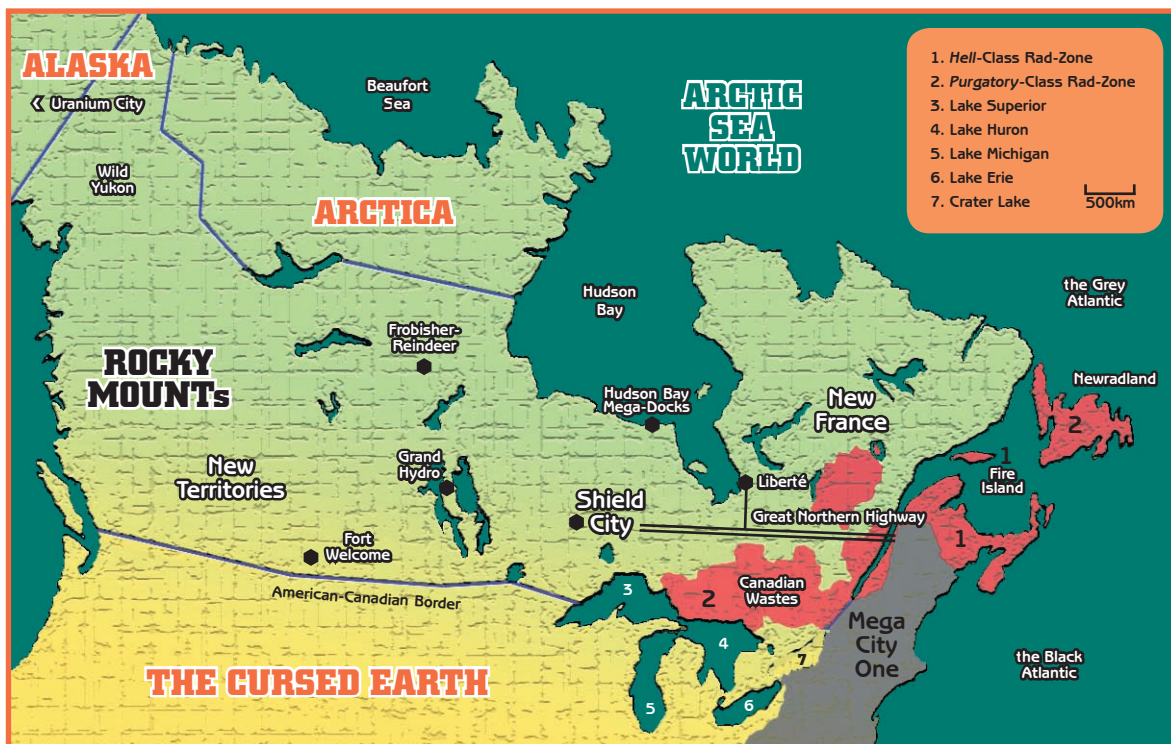 ALASKA
Uranium City
Wild
Yukon
Beaufort
Sea
ARCTIC
SEA
WORLD
1. Hell-Class Rad-Zone
2. Purgatory-Class Rad-Zone
3. Lake Superior
4. Lake Huron
5. Lake Michigan
6. Lake Erie
7. Crater Lake
500km
ARCTICA
Hudson
Bay
the Grey
Atlantic
Frobisher-
Reindeer
ROCKY
MOUNTs
Hudson Bay
Mega-Docks
New
France
Newradland
2
1
Fire
Island
Grand
Hydro
New
Territories
Liberté
Shield
City
Great Northern Highway
1
Fort
Welcome
American-Canadian Border
3
2
Canadian
Wastes
4
7
Mega
City
One
the Black
Atlantic
THE CURSED EARTH
5
6